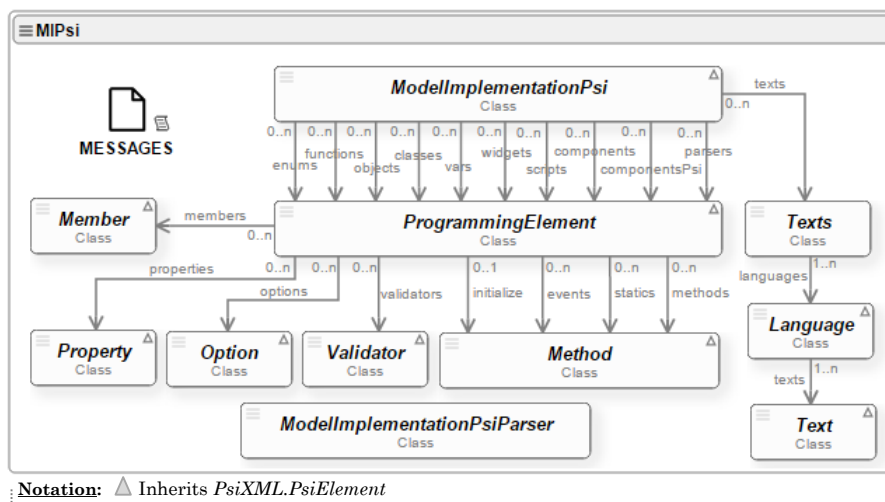 MIPsi
ModelImplementationPsi
Class
texts
0..n
MESSAGES
0..n 0..n 0..n 0..n 0..n 0..n 0..n 0..n 0..n 0..n
enums functions objects classes vars widgets scripts components componentsPsi parsers
Member
Class
members
0..n
ProgrammingElement
Class
Texts
Class
properties 0..n 0..n 0..n 0..1 0..n 0..n 0..n
options validators initialize events statics methods
languages 1..n
Property
Class
Option
Class
Validator
Class
Method
Class
Language
Class
texts 1..n
ModelImplementationPsiParser
Class
Text
Class
Notation: △ Inherits PsiXML.PsiElement